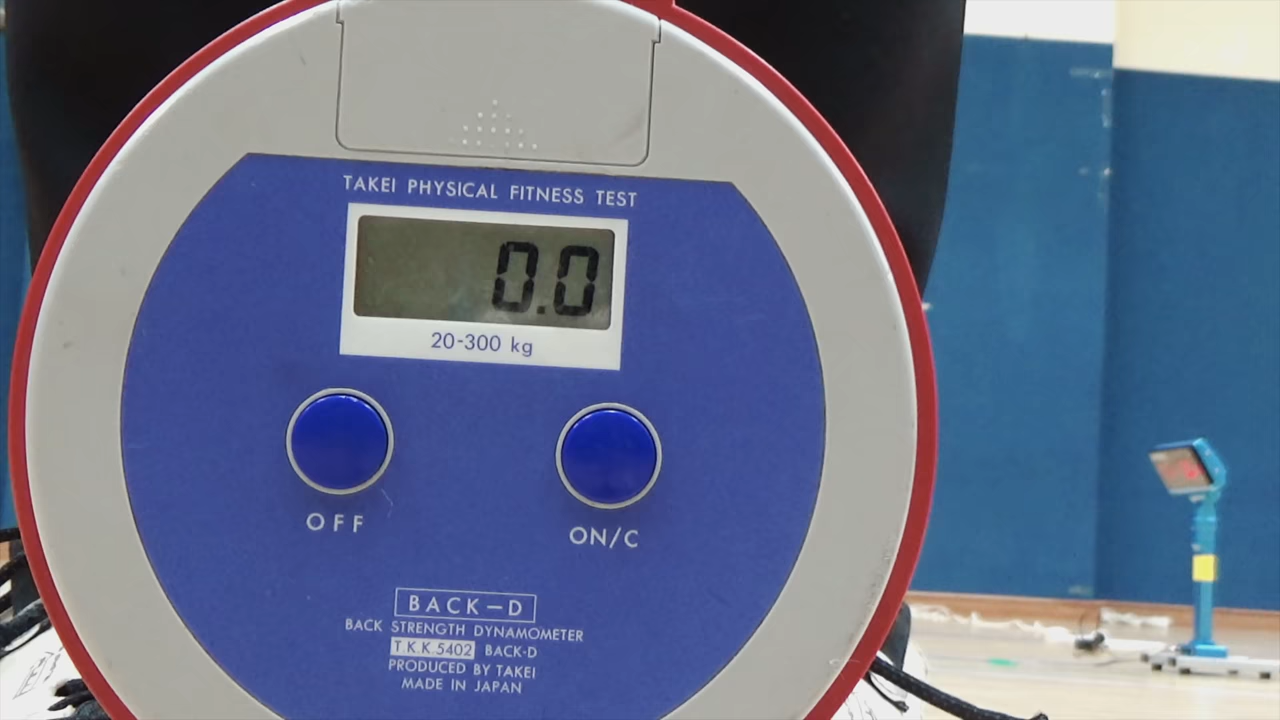 TAKEI PHYSICAL FITNESS TEST
0.0
20-300 kg
OFF
ON/C
BACK-D
BACK STRENGTH DYNAMOMETER
T.K.K.5402 BACK-D
PRODUCED BY TAKEI
MADE IN JAPAN